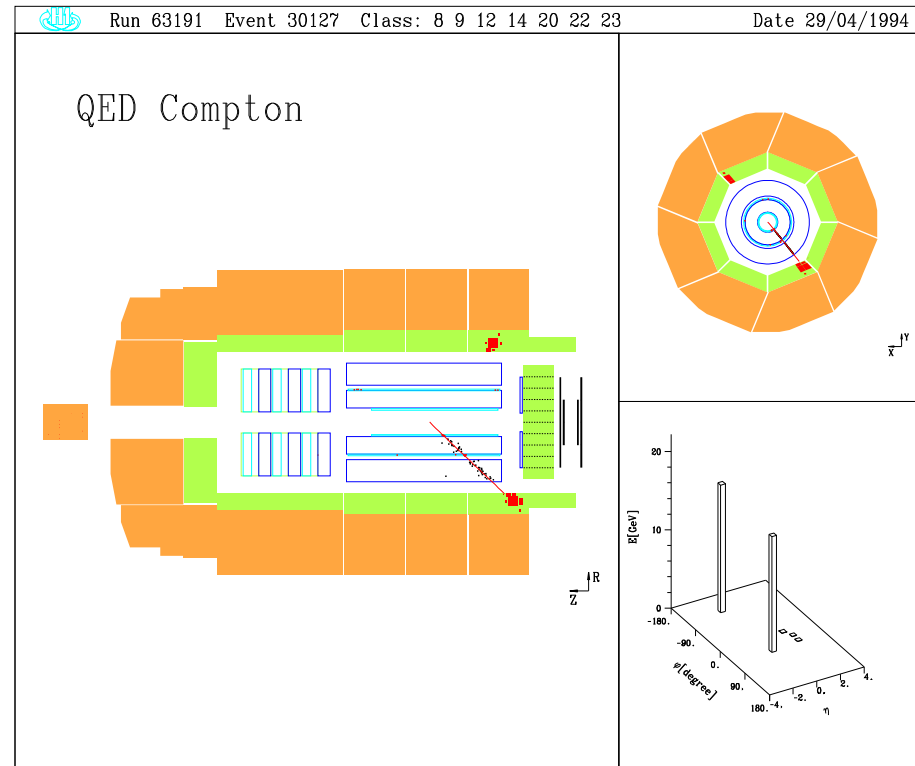 Run 63191 Event 30127 Class: 8 9 12 14 20 22 23 Date 29/04/1994
QED Compton
Y
X
R
Z
E[GeV]
20
10
0
-180.
-90.
0.
90.
180.
φ[degree]
-4.
-2.
0.
2.
4.
η